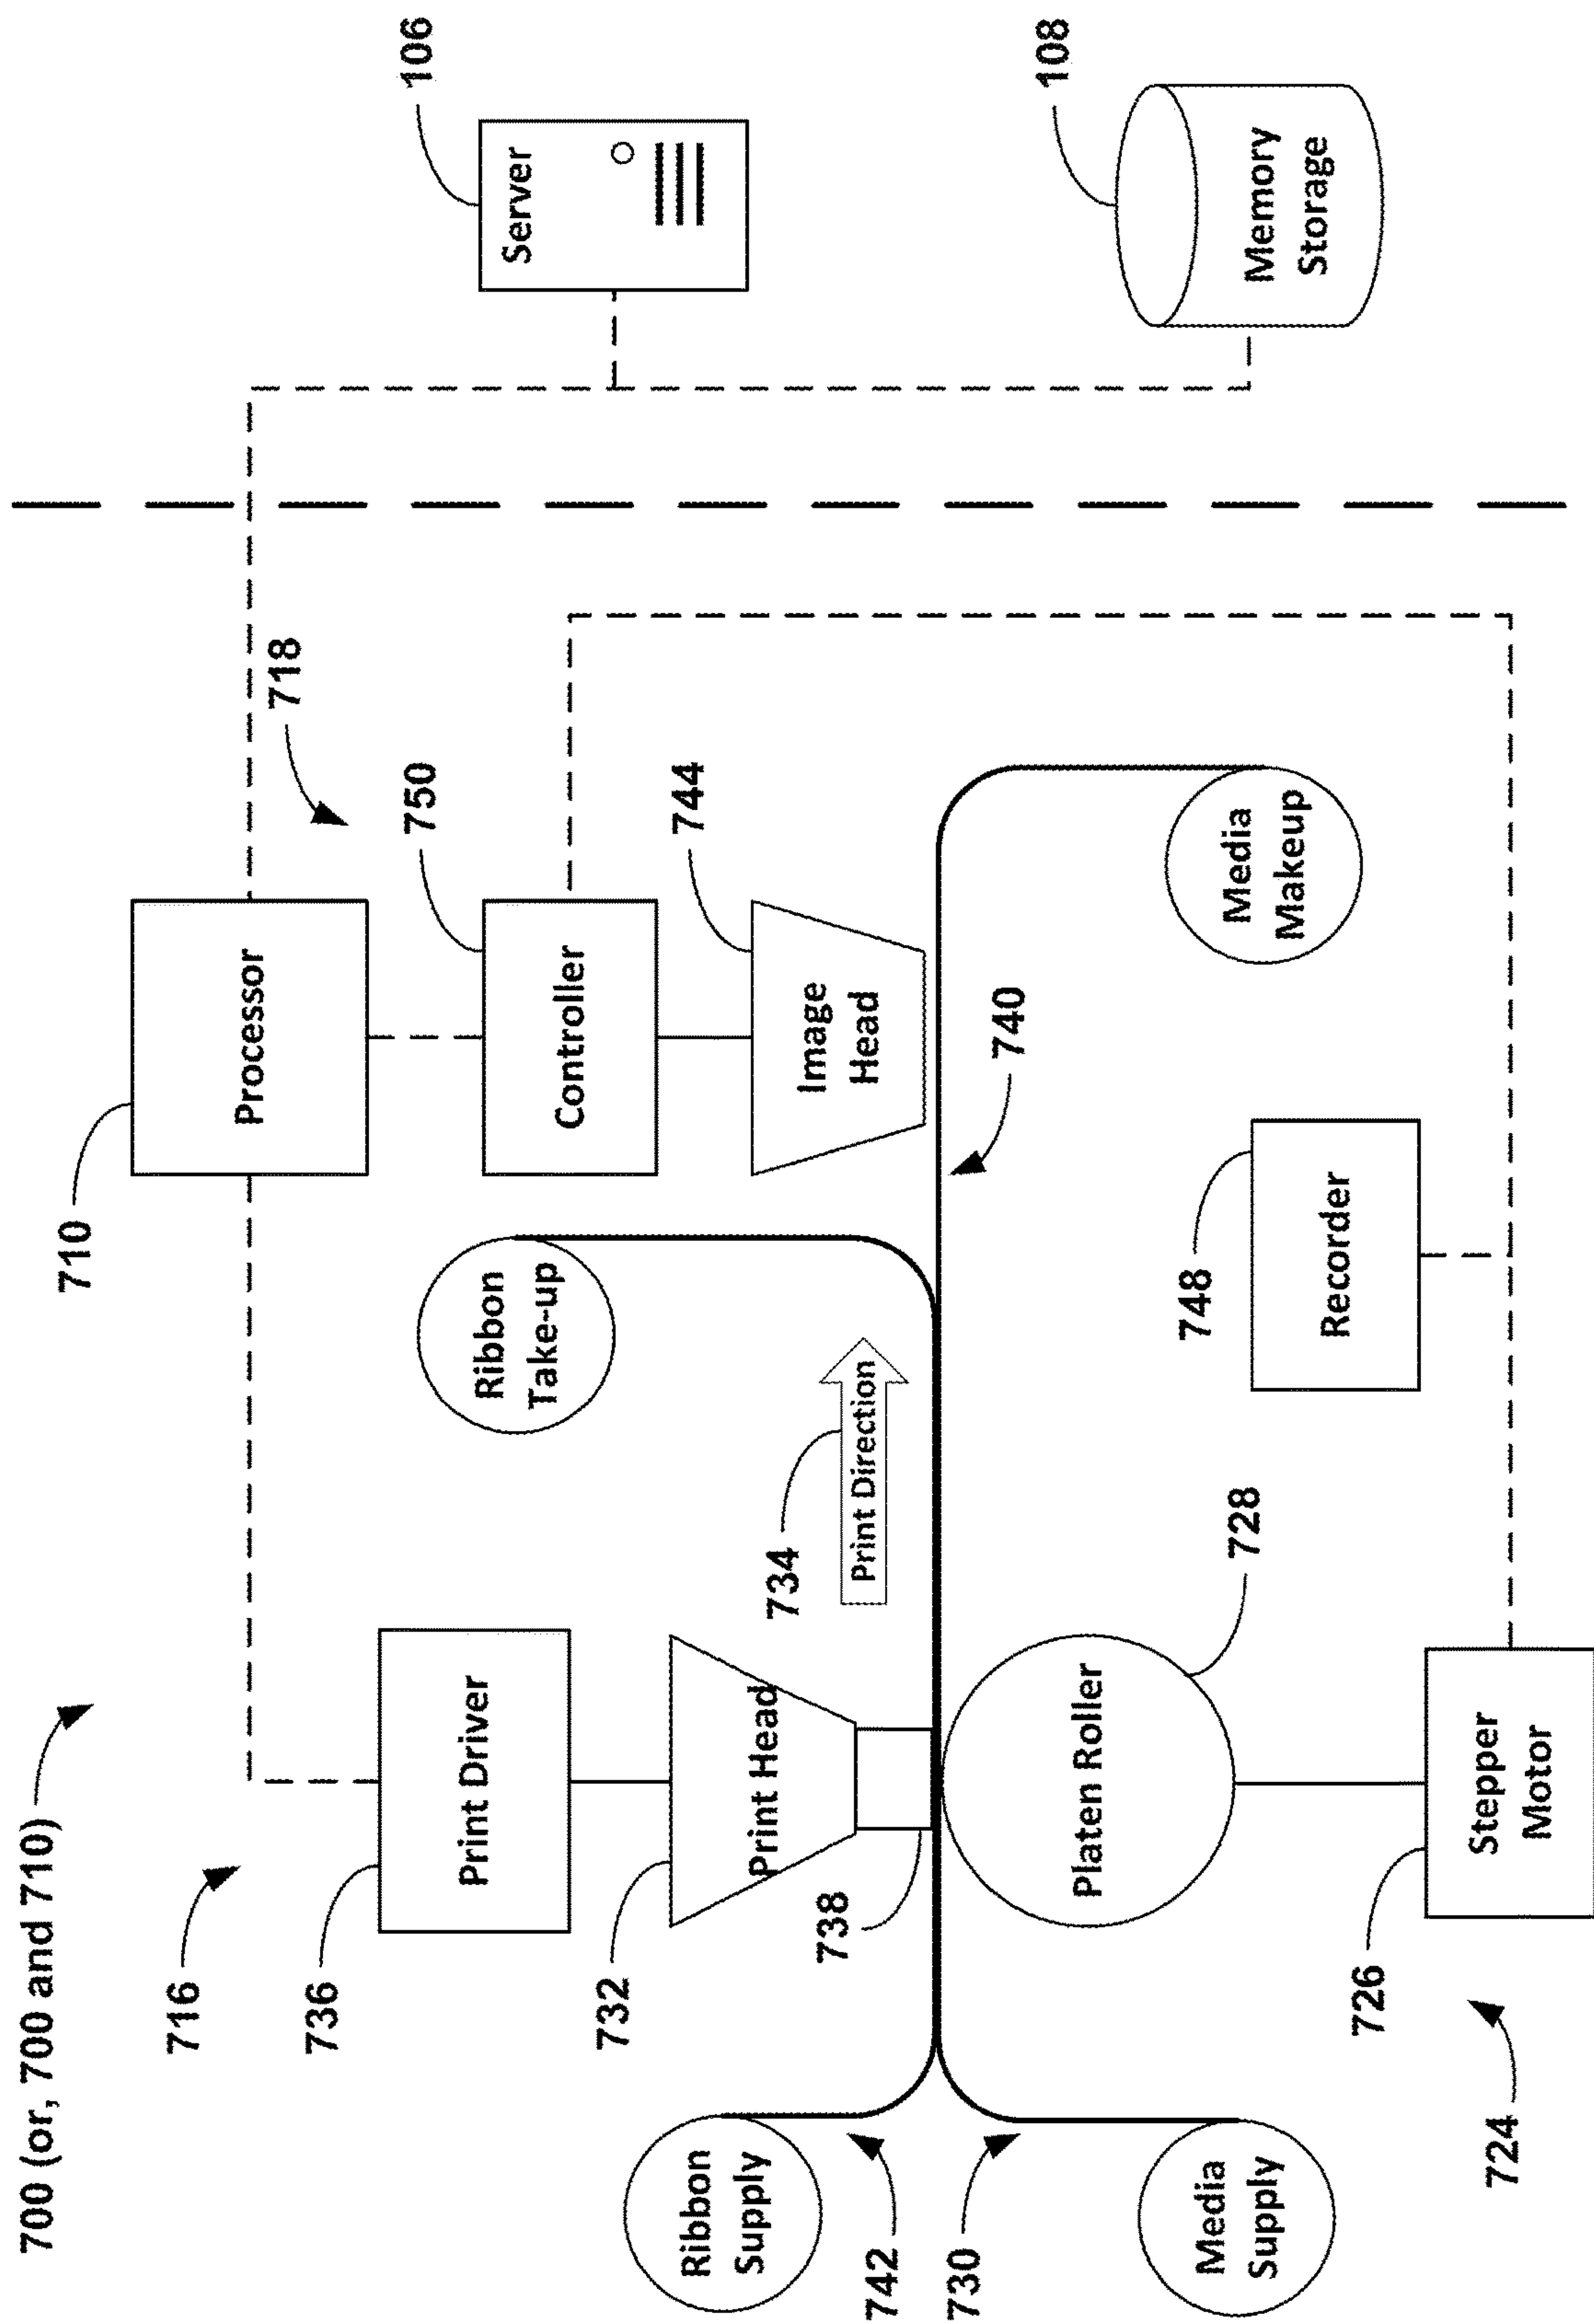 700 (or, 700 and 710)
716
710
Processor
718
736
Print Driver
Ribbon
Take-up
750
Controller
106
Server
732
Print Head
744
Image
Head
Ribbon
Supply
734
Print Direction
738
742
730
740
Platen Roller
728
748
Recorder
Media
Makeup
108
Memory
Storage
Media
Supply
726
Stepper
Motor
724